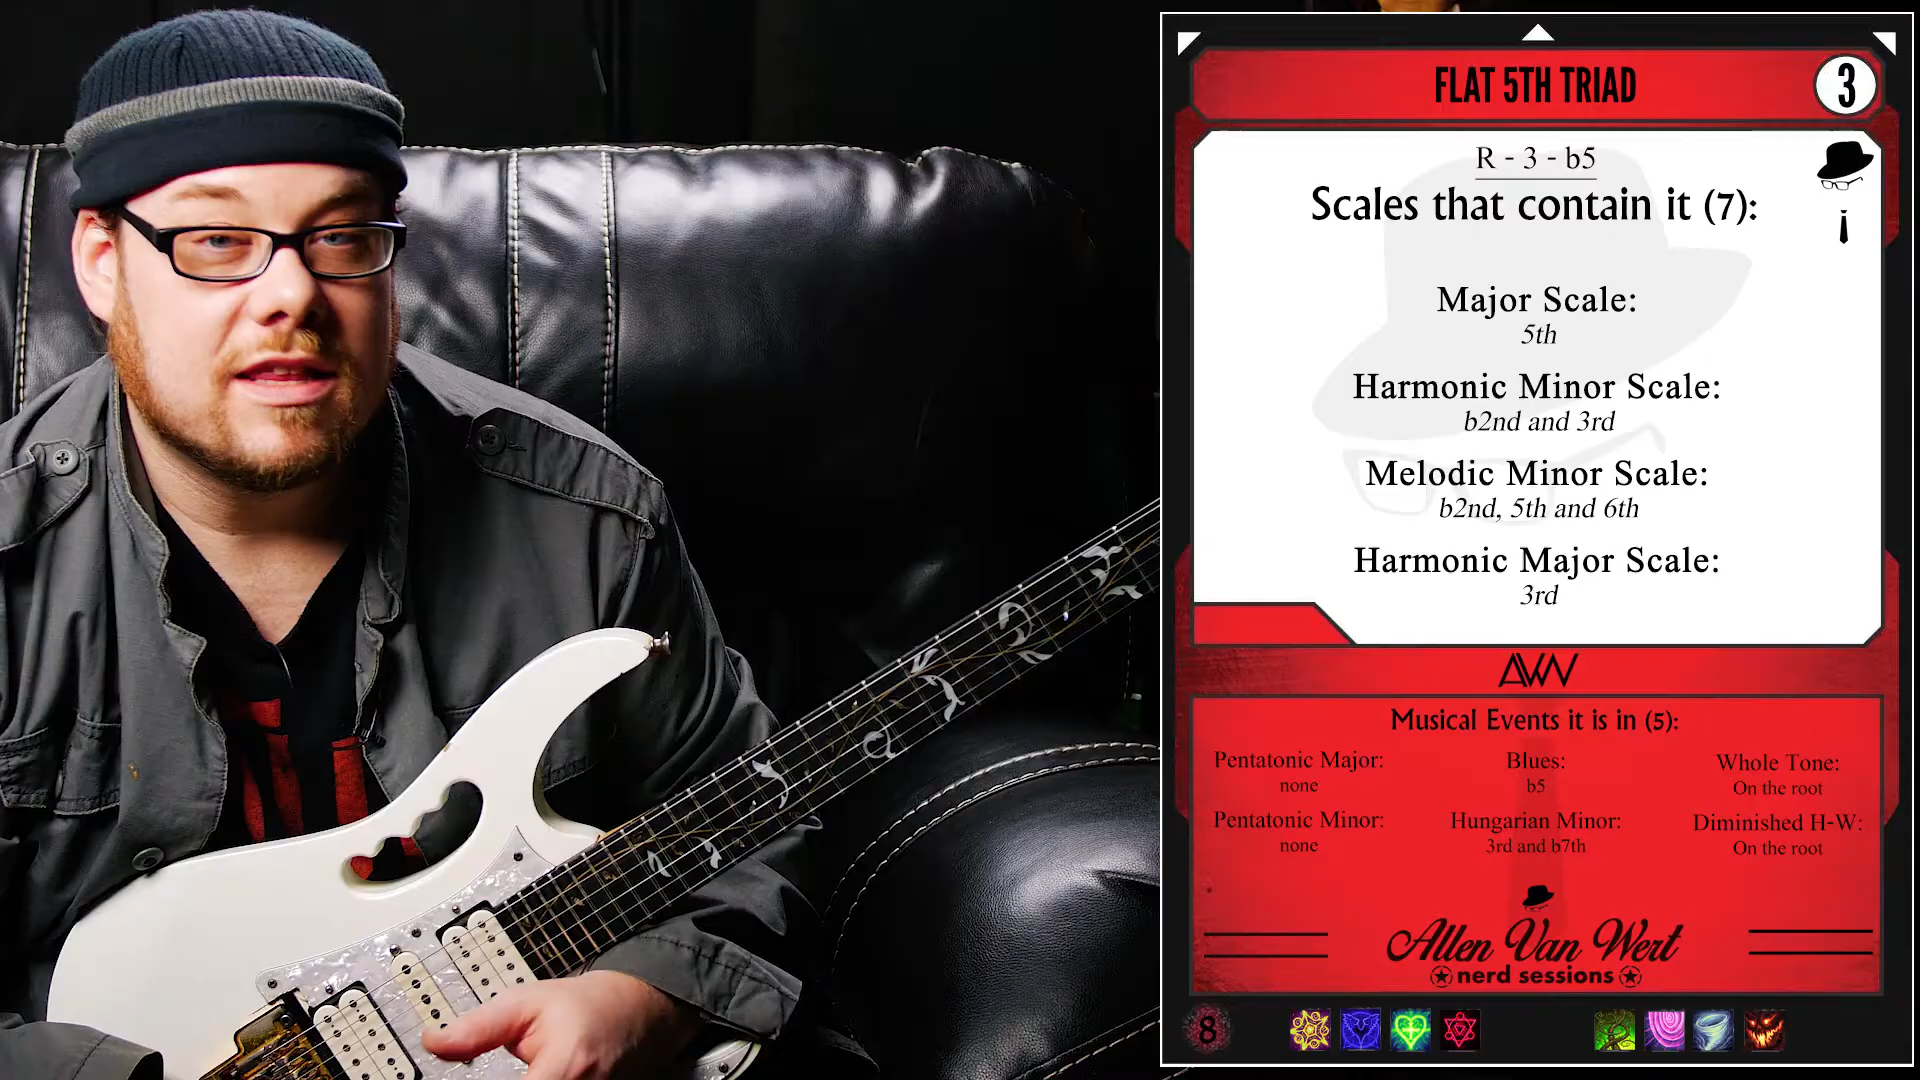 FLAT 5TH TRIAD
3
R - 3 - b5
Scales that contain it (7):
Major Scale:
5th
Harmonic Minor Scale:
b2nd and 3rd
Melodic Minor Scale:
b2nd, 5th and 6th
Harmonic Major Scale:
3rd
AVW
Musical Events it is in (5):
Pentatonic Major:
none
Blues:
b5
Whole Tone:
On the root
Pentatonic Minor:
none
Hungarian Minor:
3rd and b7th
Diminished H-W:
On the root
Allen Van Wert
nerd sessions
8